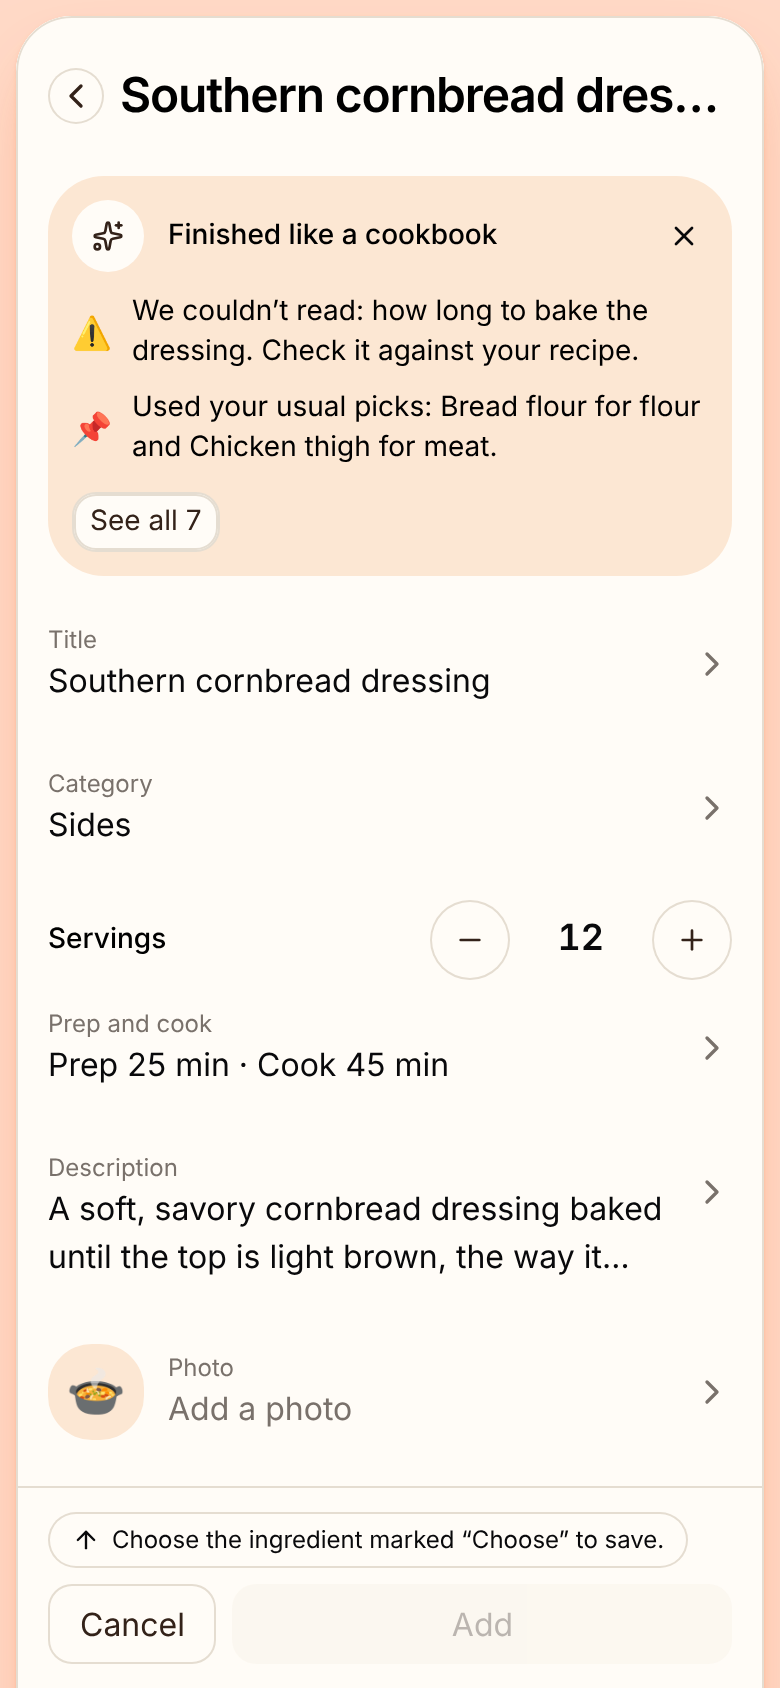 Southern cornbread dres...
Finished like a cookbook
We couldn’t read: how long to bake the
dressing. Check it against your recipe.
Used your usual picks: Bread flour for flour
and Chicken thigh for meat.
See all 7
Title
Southern cornbread dressing
Category
Sides
Servings
12
Prep and cook
Prep 25 min · Cook 45 min
Description
A soft, savory cornbread dressing baked
until the top is light brown, the way it...
Photo
Add a photo
Choose the ingredient marked “Choose” to save.
Cancel
Add